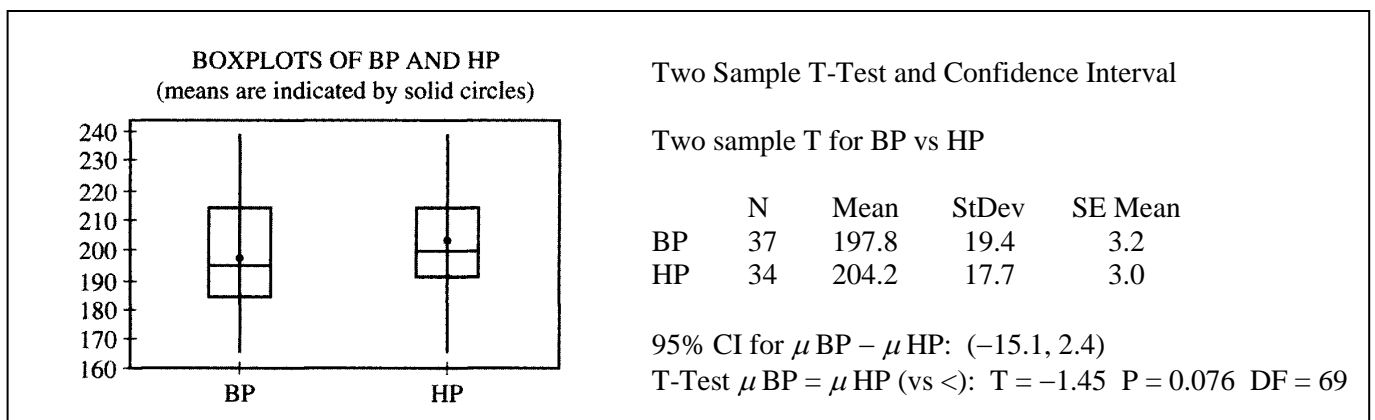 BOXPLOTS OF BP AND HP
(means are indicated by solid circles)
240
230
220
210
200
190
180
170
160
BP HP
Two Sample T-Test and Confidence Interval
Two sample T for BP vs HP
N Mean StDev SE Mean
BP 37 197.8 19.4 3.2
HP 34 204.2 17.7 3.0
95% CI for μ BP − μ HP: (−15.1, 2.4)
T-Test μ BP = μ HP (vs <): T = −1.45 P = 0.076 DF = 69